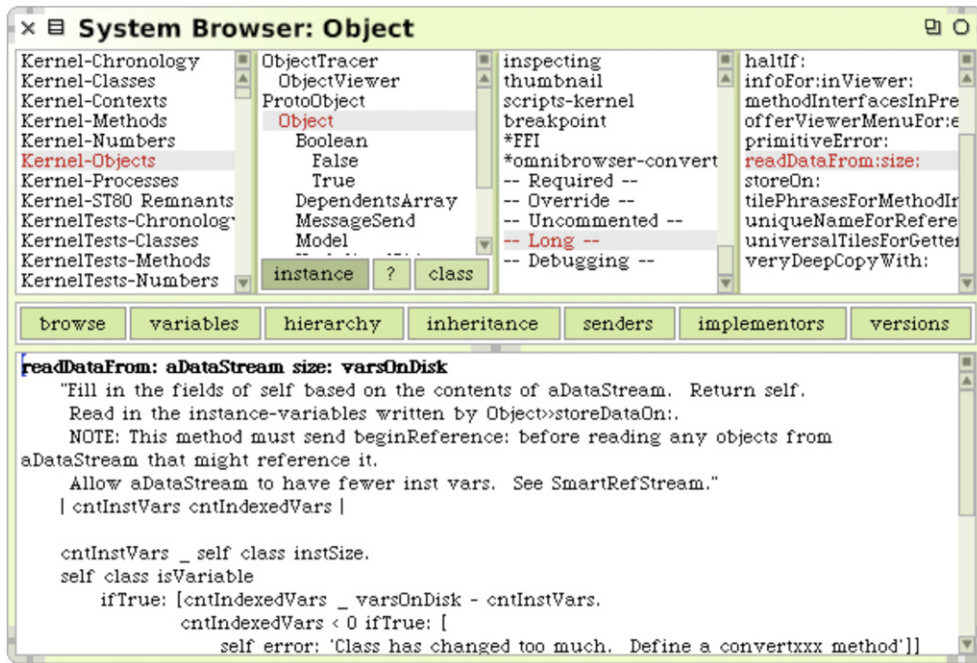 System Browser: Object
Kernel-Chronology
Kernel-Classes
Kernel-Contexts
Kernel-Methods
Kernel-Numbers
Kernel-Objects
Kernel-Processes
Kernel-ST80 Remnants
KernelTests-Chronolog
KernelTests-Classes
KernelTests-Methods
KernelTests-Numbers
ObjectTracer
ObjectViewer
ProtoObject
Object
Boolean
False
True
DependentsArray
MessageSend
Model
instance ? class
inspecting
thumbnail
scripts-kernel
breakpoint
*FFI
*omnibrowser-convert
-- Required --
-- Override --
-- Uncommented --
-- Long --
-- Debugging --
haltIf:
infoFor:inViewer:
methodInterfacesInPre
offerViewerMenuFor:e
primitiveError:
readDataFrom:size:
storeOn:
tilePhrasesForMethodIn
uniqueNameForRefere
universalTilesForGetter
veryDeepCopyWith:
browse variables hierarchy inheritance senders implementors versions
readDataFrom: aDataStream size: varsOnDisk
"Fill in the fields of self based on the contents of aDataStream.  Return self.
Read in the instance-variables written by Object>>storeDataOn:.
NOTE: This method must send beginReference: before reading any objects from
aDataStream that might reference it.
Allow aDataStream to have fewer inst vars.  See SmartRefStream."
| cntInstVars cntIndexedVars |
cntInstVars _ self class instSize.
self class isVariable
ifTrue: [cntIndexedVars _ varsOnDisk - cntInstVars.
cntIndexedVars < 0 ifTrue: [
self error: 'Class has changed too much.  Define a convertxxx method']]